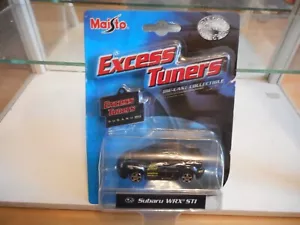 Maisto
Excess
Tuners
DIE-CAST COLLECTIBLE
Excess
Tuners
Subaru WRX STI